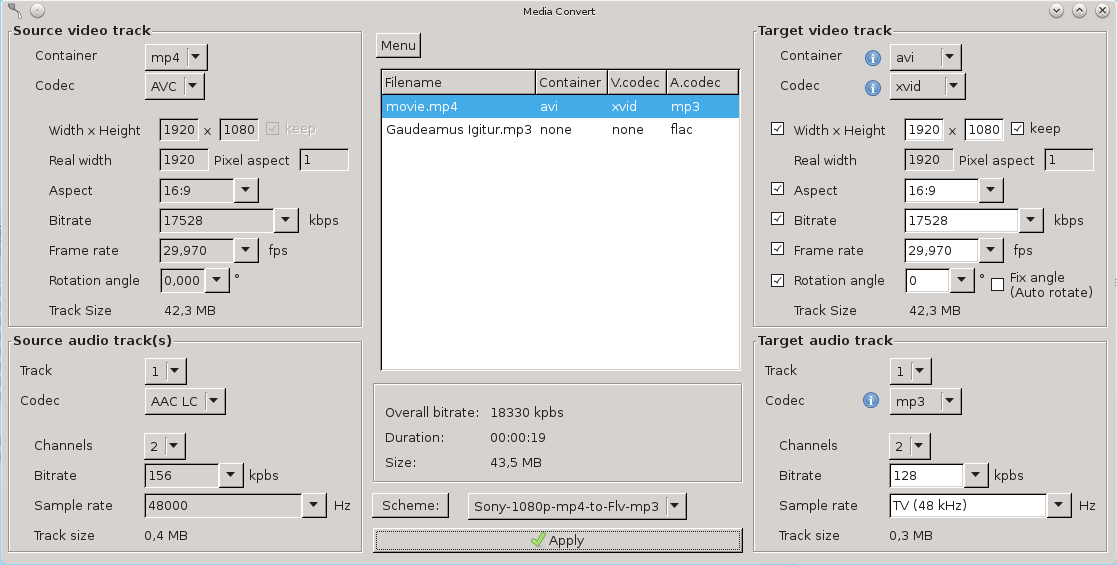 Media Convert
Source video track
Container mp4
Codec AVC
Width x Height 1920 x 1080 keep
Real width 1920 Pixel aspect 1
Aspect 16:9
Bitrate 17528 kbps
Frame rate 29,970 fps
Rotation angle 0,000 °
Track Size 42,3 MB
Source audio track(s)
Track 1
Codec AAC LC
Channels 2
Bitrate 156 kpbs
Sample rate 48000 Hz
Track size 0,4 MB
Menu
Filename Container V.codec A.codec
movie.mp4 avi xvid mp3
Gaudeamus Igitur.mp3 none none flac
Overall bitrate: 18330 kpbs
Duration: 00:00:19
Size: 43,5 MB
Scheme: Sony-1080p-mp4-to-Flv-mp3
Apply
Target video track
Container i avi
Codec i xvid
Width x Height 1920 x 1080 keep
Real width 1920 Pixel aspect 1
Aspect 16:9
Bitrate 17528 kbps
Frame rate 29,970 fps
Rotation angle 0 ° Fix angle
(Auto rotate)
Track Size 42,3 MB
Target audio track
Track 1
Codec i mp3
Channels 2
Bitrate 128 kpbs
Sample rate TV (48 kHz) Hz
Track size 0,3 MB